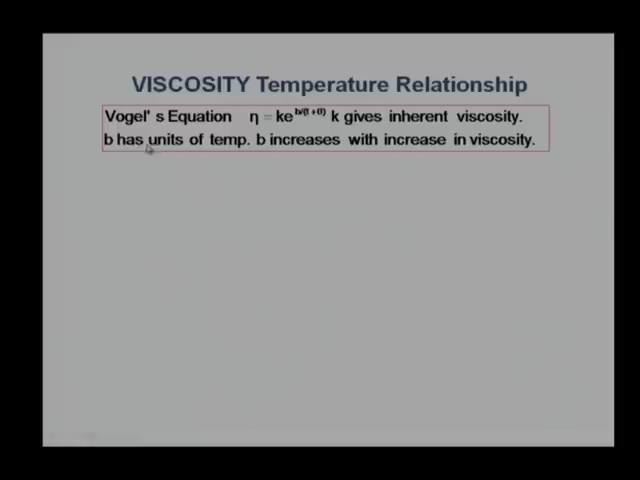 VISCOSITY Temperature Relationship
Vogel' s Equation η = ke^b/(t+θ) k gives inherent viscosity.
b has units of temp. b increases with increase in viscosity.